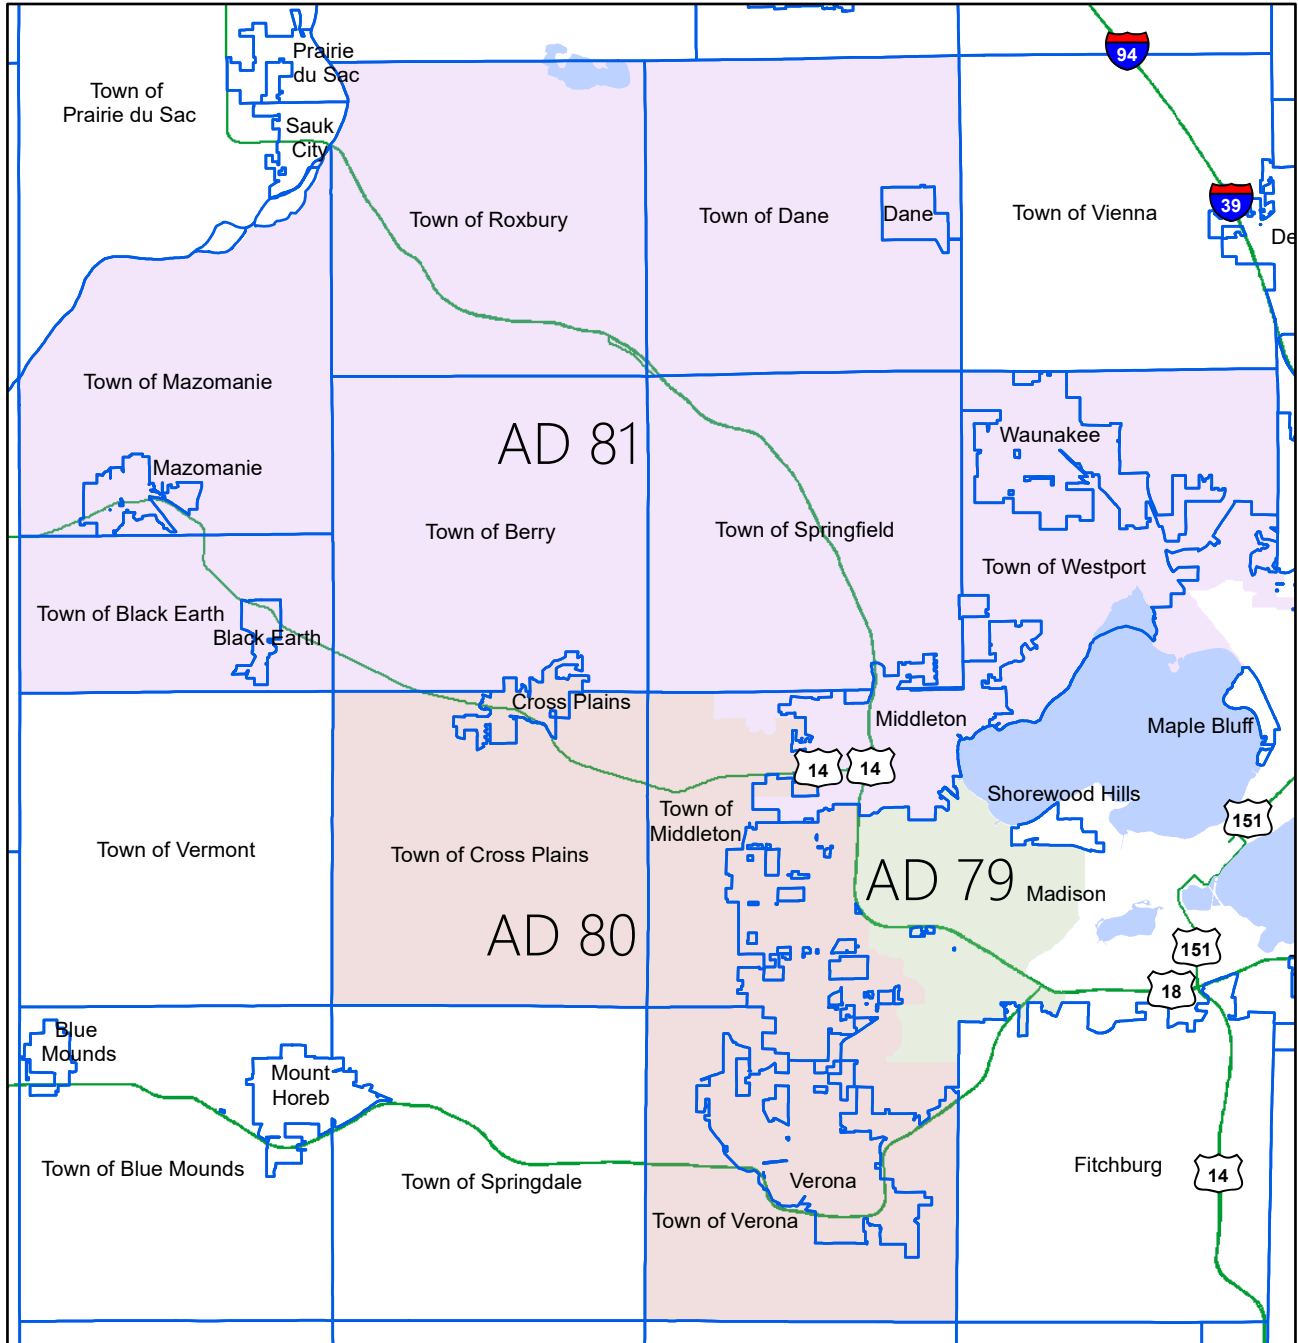 94
Prairie
du Sac
Town of
Prairie du Sac
Sauk
City
39
Town of Roxbury
Town of Dane
Dane
Town of Vienna
De
Town of Mazomanie
AD 81
Waunakee
Mazomanie
Town of Berry
Town of Springfield
Town of Westport
Town of Black Earth
Black Earth
Cross Plains
Middleton
Maple Bluff
14
14
Shorewood Hills
Town of
Middleton
151
Town of Vermont
Town of Cross Plains
AD 79
Madison
AD 80
151
18
Blue
Mounds
Mount
Horeb
Town of Blue Mounds
Town of Springdale
Verona
Fitchburg
14
Town of Verona